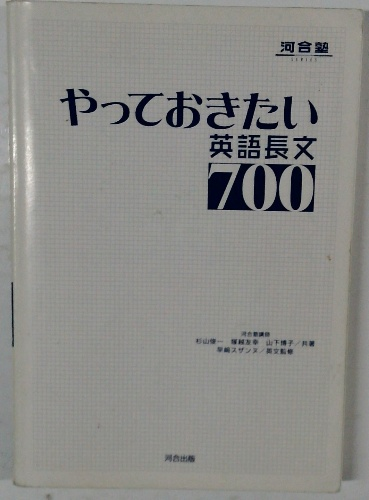 河合塾
SERIES
やっておきたい
英語長文
700
河合塾講師
杉山俊一 塚越友幸 山下博子／共著
早崎スザンヌ／英文監修
河合出版